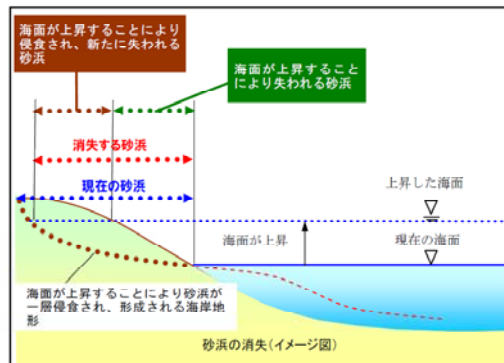 海面が上昇することにより
侵食され、新たに失われる
砂浜
海面が上昇すること
により失われる砂浜
消失する砂浜
現在の砂浜
上昇した海面
海面が上昇
現在の海面
海面が上昇することにより砂浜が
一層侵食され、形成される海岸地
形
砂浜の消失(イメージ図)